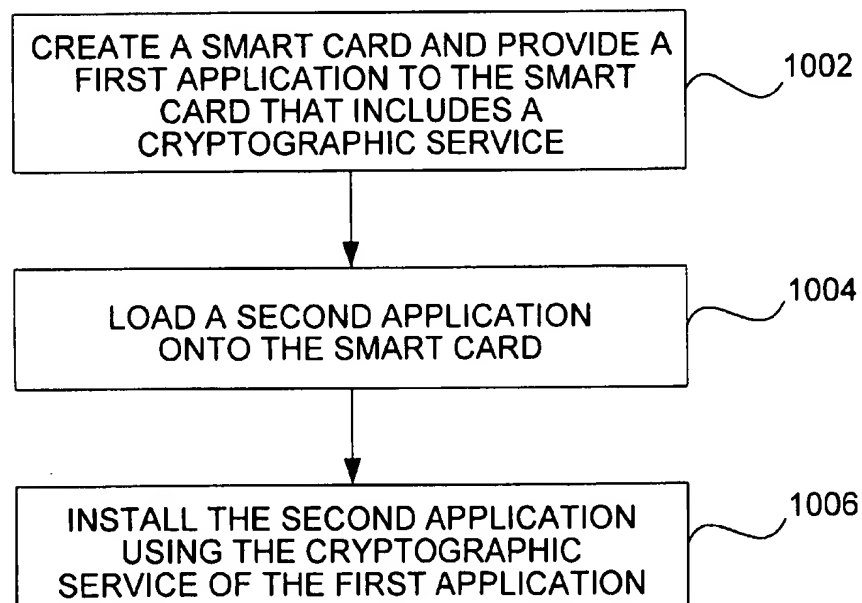 CREATE A SMART CARD AND PROVIDE A
FIRST APPLICATION TO THE SMART
CARD THAT INCLUDES A
CRYPTOGRAPHIC SERVICE
1002
LOAD A SECOND APPLICATION
ONTO THE SMART CARD
1004
INSTALL THE SECOND APPLICATION
USING THE CRYPTOGRAPHIC
SERVICE OF THE FIRST APPLICATION
1006